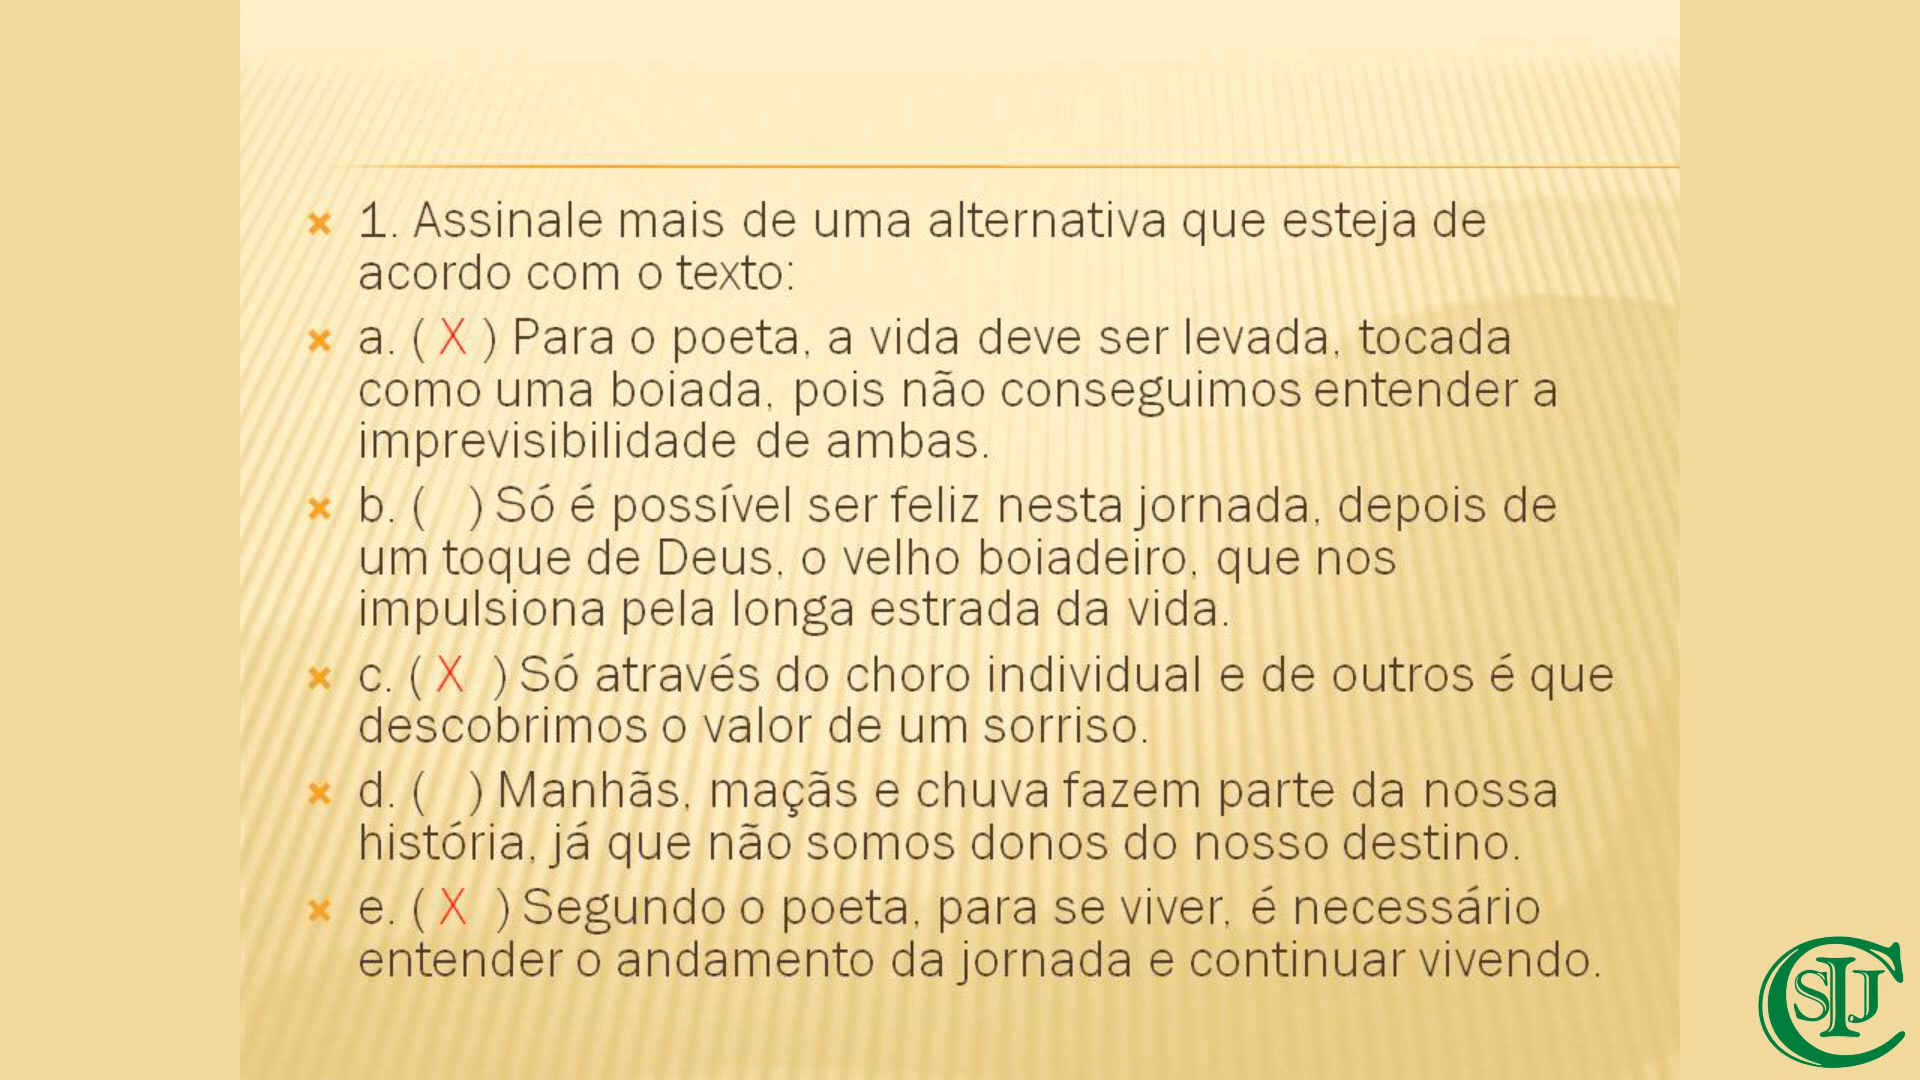 1. Assinale mais de uma alternativa que esteja de
acordo com o texto:
a. ( X ) Para o poeta, a vida deve ser levada, tocada
como uma boiada, pois não conseguimos entender a
imprevisibilidade de ambas.
b. ( ) Só é possível ser feliz nesta jornada, depois de
um toque de Deus, o velho boiadeiro, que nos
impulsiona pela longa estrada da vida.
c. ( X ) Só através do choro individual e de outros é que
descobrimos o valor de um sorriso.
d. ( ) Manhãs, maçãs e chuva fazem parte da nossa
história, já que não somos donos do nosso destino.
e. ( X ) Segundo o poeta, para se viver, é necessário
entender o andamento da jornada e continuar vivendo.
CSIJ